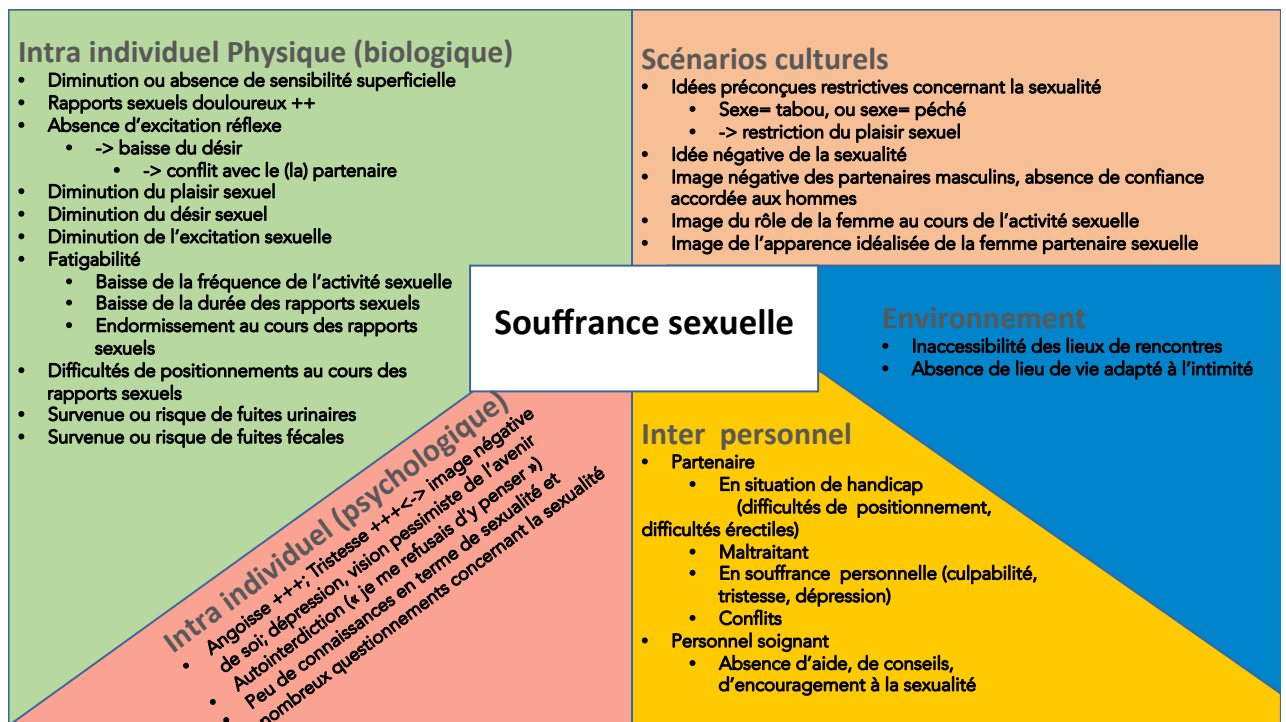 Intra individuel Physique (biologique)
• Diminution ou absence de sensibilité superficielle
• Rapports sexuels douloureux ++
• Absence d'excitation réflexe
• -> baisse du désir
• -> conflit avec le (la) partenaire
• Diminution du plaisir sexuel
• Diminution du désir sexuel
• Diminution de l'excitation sexuelle
• Fatigabilité
• Baisse de la fréquence de l'activité sexuelle
• Baisse de la durée des rapports sexuels
• Endormissement au cours des rapports
sexuels
• Difficultés de positionnements au cours des
rapports sexuels
• Survenue ou risque de fuites urinaires
• Survenue ou risque de fuites fécales
Scénarios culturels
• Idées préconçues restrictives concernant la sexualité
• Sexe= tabou, ou sexe= péché
• -> restriction du plaisir sexuel
• Idée négative de la sexualité
• Image négative des partenaires masculins, absence de confiance
accordée aux hommes
• Image du rôle de la femme au cours de l'activité sexuelle
• Image de l'apparence idéalisée de la femme partenaire sexuelle
Souffrance sexuelle
Environnement
• Inaccessibilité des lieux de rencontres
• Absence de lieu de vie adapté à l'intimité
Intra individuel (psychologique)
• Angoisse +++; Tristesse +++<-> image négative
de soi; dépression, vision pessimiste de l'avenir
• Autointerdiction (« je me refusais d'y penser »)
• Peu de connaissances en terme de sexualité et
• nombreux questionnements concernant la sexualité
Inter personnel
• Partenaire
• En situation de handicap
(difficultés de positionnement,
difficultés érectiles)
• Maltraitant
• En souffrance personnelle (culpabilité,
tristesse, dépression)
• Conflits
• Personnel soignant
• Absence d'aide, de conseils,
d'encouragement à la sexualité